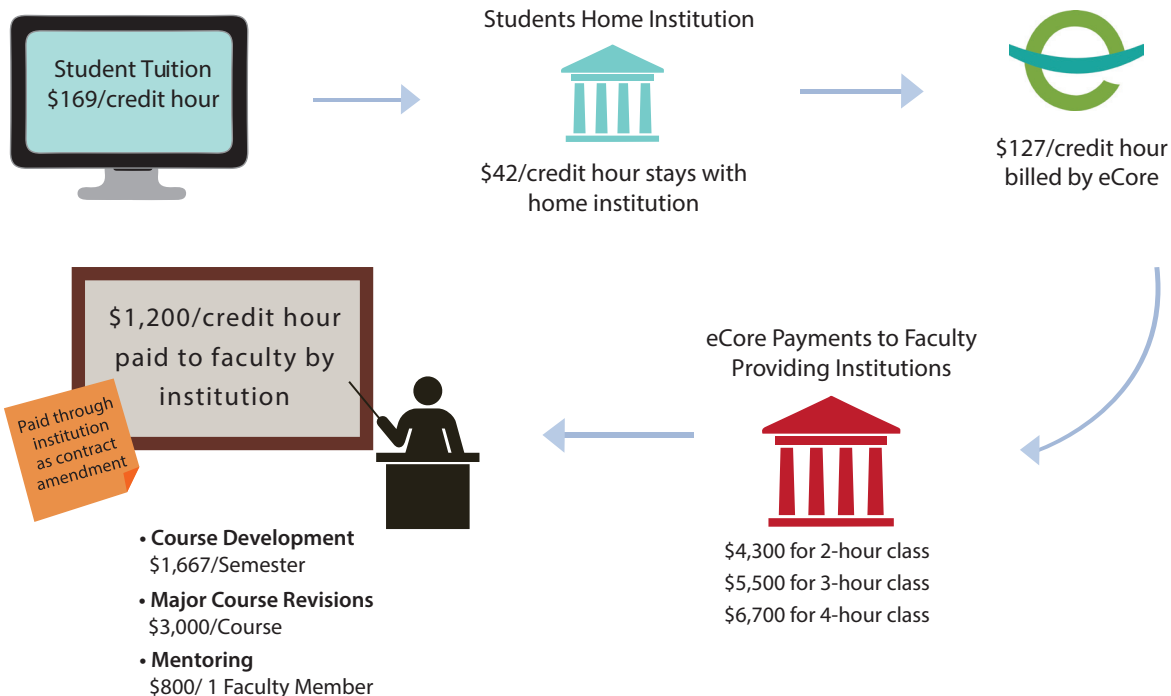 Student Tuition
$169/credit hour
Students Home Institution
$42/credit hour stays with
home institution
$127/credit hour
billed by eCore
eCore Payments to Faculty
Providing Institutions
$4,300 for 2-hour class
$5,500 for 3-hour class
$6,700 for 4-hour class
$1,200/credit hour
paid to faculty by
institution
Paid through
institution
as contract
amendment
• Course Development
$1,667/Semester
• Major Course Revisions
$3,000/Course
• Mentoring
$800/ 1 Faculty Member